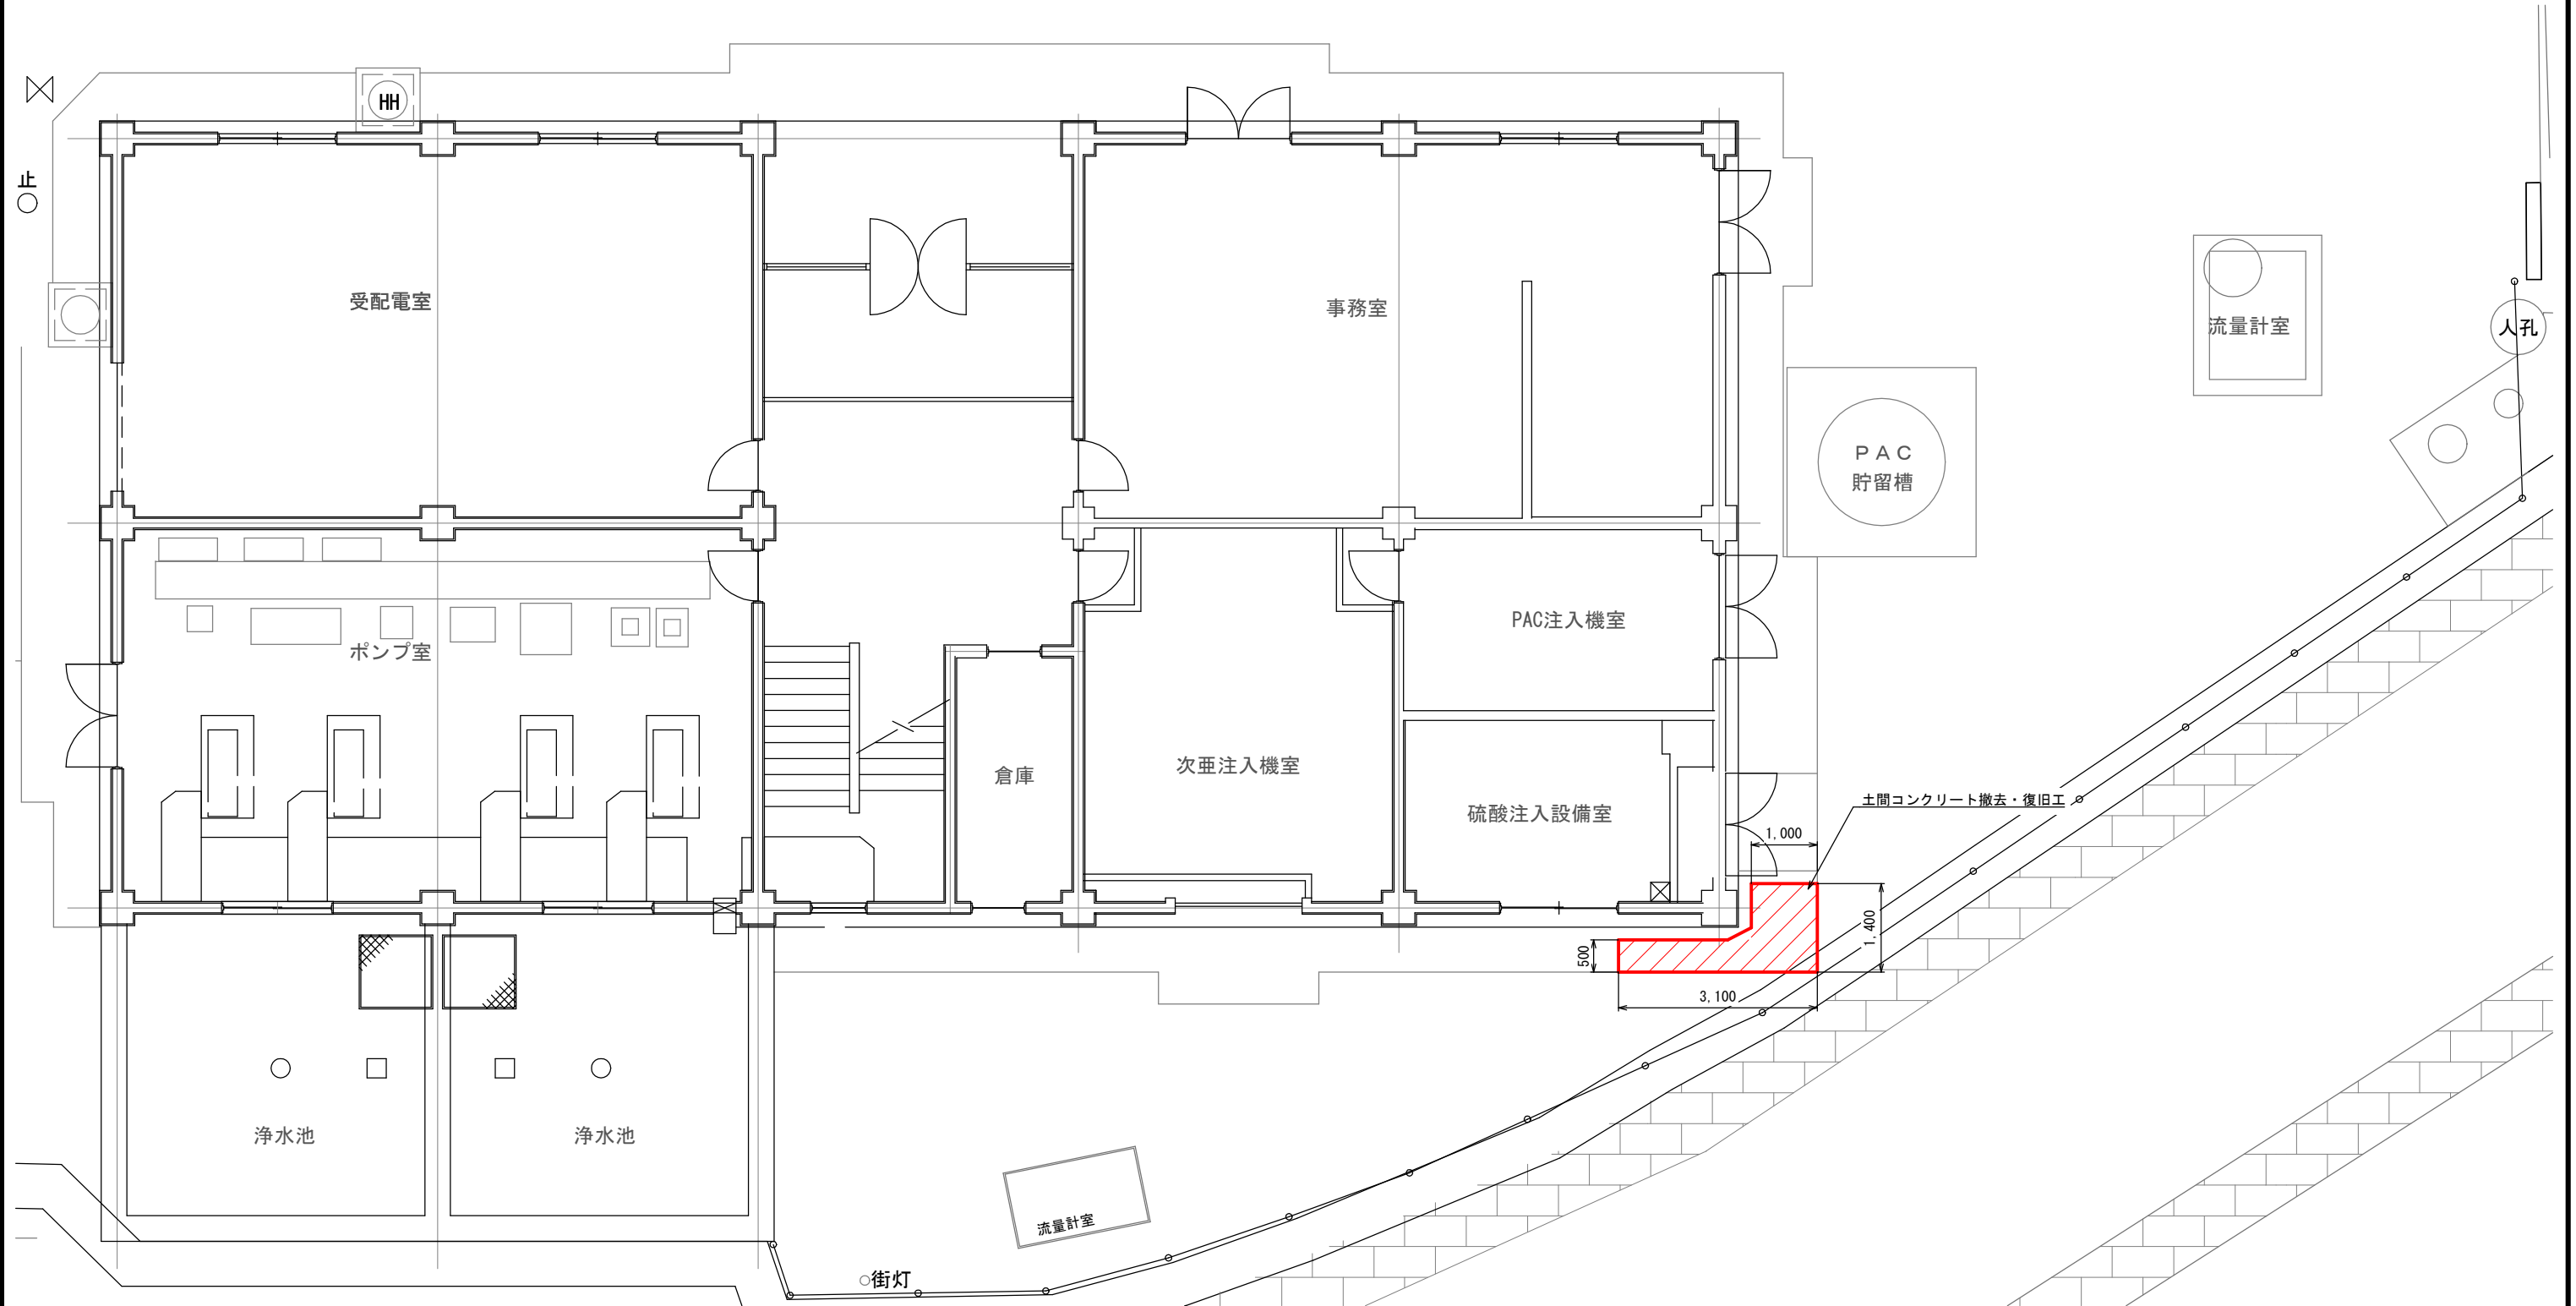 HH
止
受配電室
事務室
流量計室
人孔
PAC
貯留槽
PAC注入機室
ポンプ室
次亜注入機室
倉庫
硫酸注入設備室
土間コンクリート撤去・復旧工
1,000
1,400
500
3,100
浄水池
浄水池
流量計室
街灯